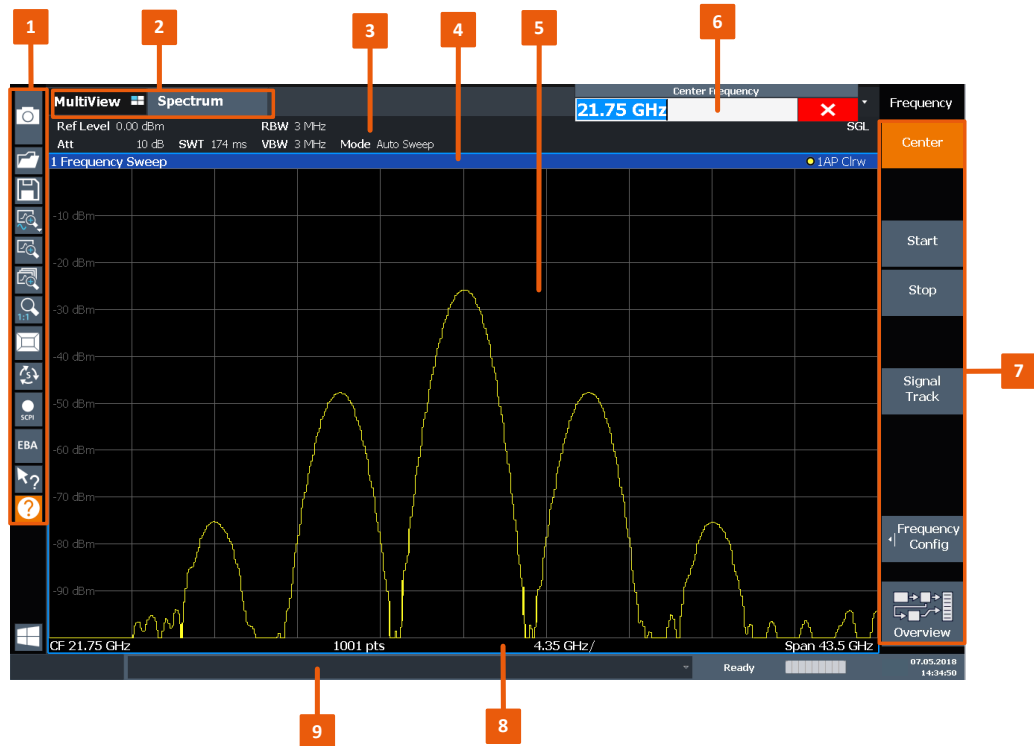 1
2
3
4
5
6
MultiView
Spectrum
Center Frequency
21.75 GHz
Frequency
Ref Level 0.00 dBm RBW 3 MHz SGL
Att 10 dB SWT 174 ms VBW 3 MHz Mode Auto Sweep
1 Frequency Sweep
1AP Clrw
-10 dBm
-20 dBm
-30 dBm
-40 dBm
-50 dBm
-60 dBm
-70 dBm
-80 dBm
-90 dBm
1:1
S
SCPI
EBA
?
?
Center
Start
Stop
Signal
Track
7
Frequency
Config
Overview
CF 21.75 GHz 1001 pts 4.35 GHz/ Span 43.5 GHz
Ready
07.05.2018
14:34:50
9
8